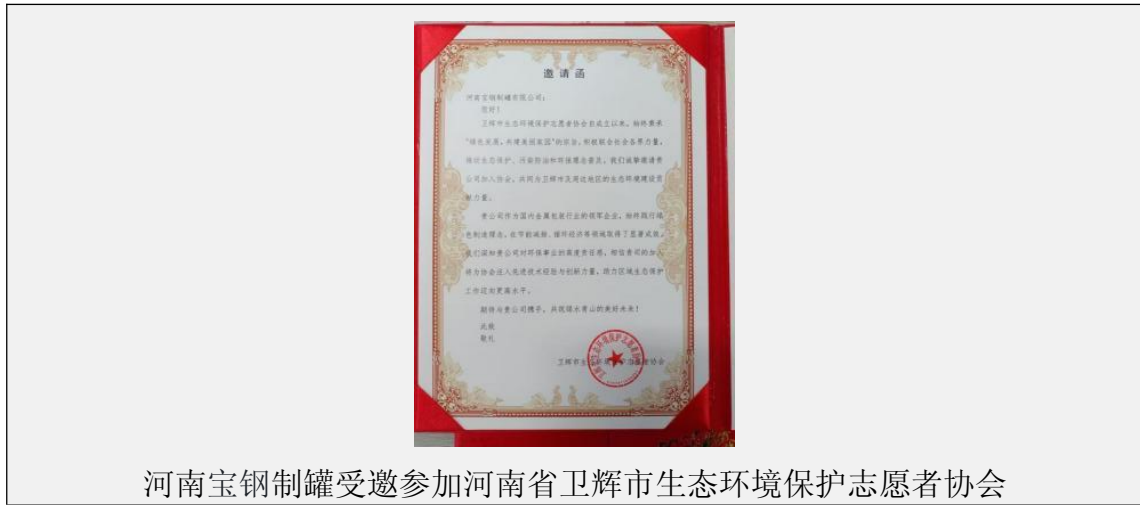 邀请函
河南宝钢制罐有限公司：
您好！
卫辉市生态环境保护志愿者协会自成立以来，始终秉承
“绿色发展，共建美丽家园”的宗旨，积极联合社会各界力量，
推动生态保护、污染防治和环保理念普及。我们诚挚邀请贵
公司加入协会，共同为卫辉市及周边地区的生态环境建设贡
献力量。
贵公司作为国内金属包装行业的领军企业，始终践行绿
色制造理念，在节能减排、循环经济等领域取得了显著成效。
我们深知贵公司对环保事业的高度责任感，相信贵司的加入
将为协会注入先进技术经验与创新力量，助力区域生态保护
工作迈向更高水平。
期待与贵公司携手，共筑绿水青山的美好未来！
此致
敬礼
卫辉市生态环境保护志愿者协会
河南宝钢制罐受邀参加河南省卫辉市生态环境保护志愿者协会